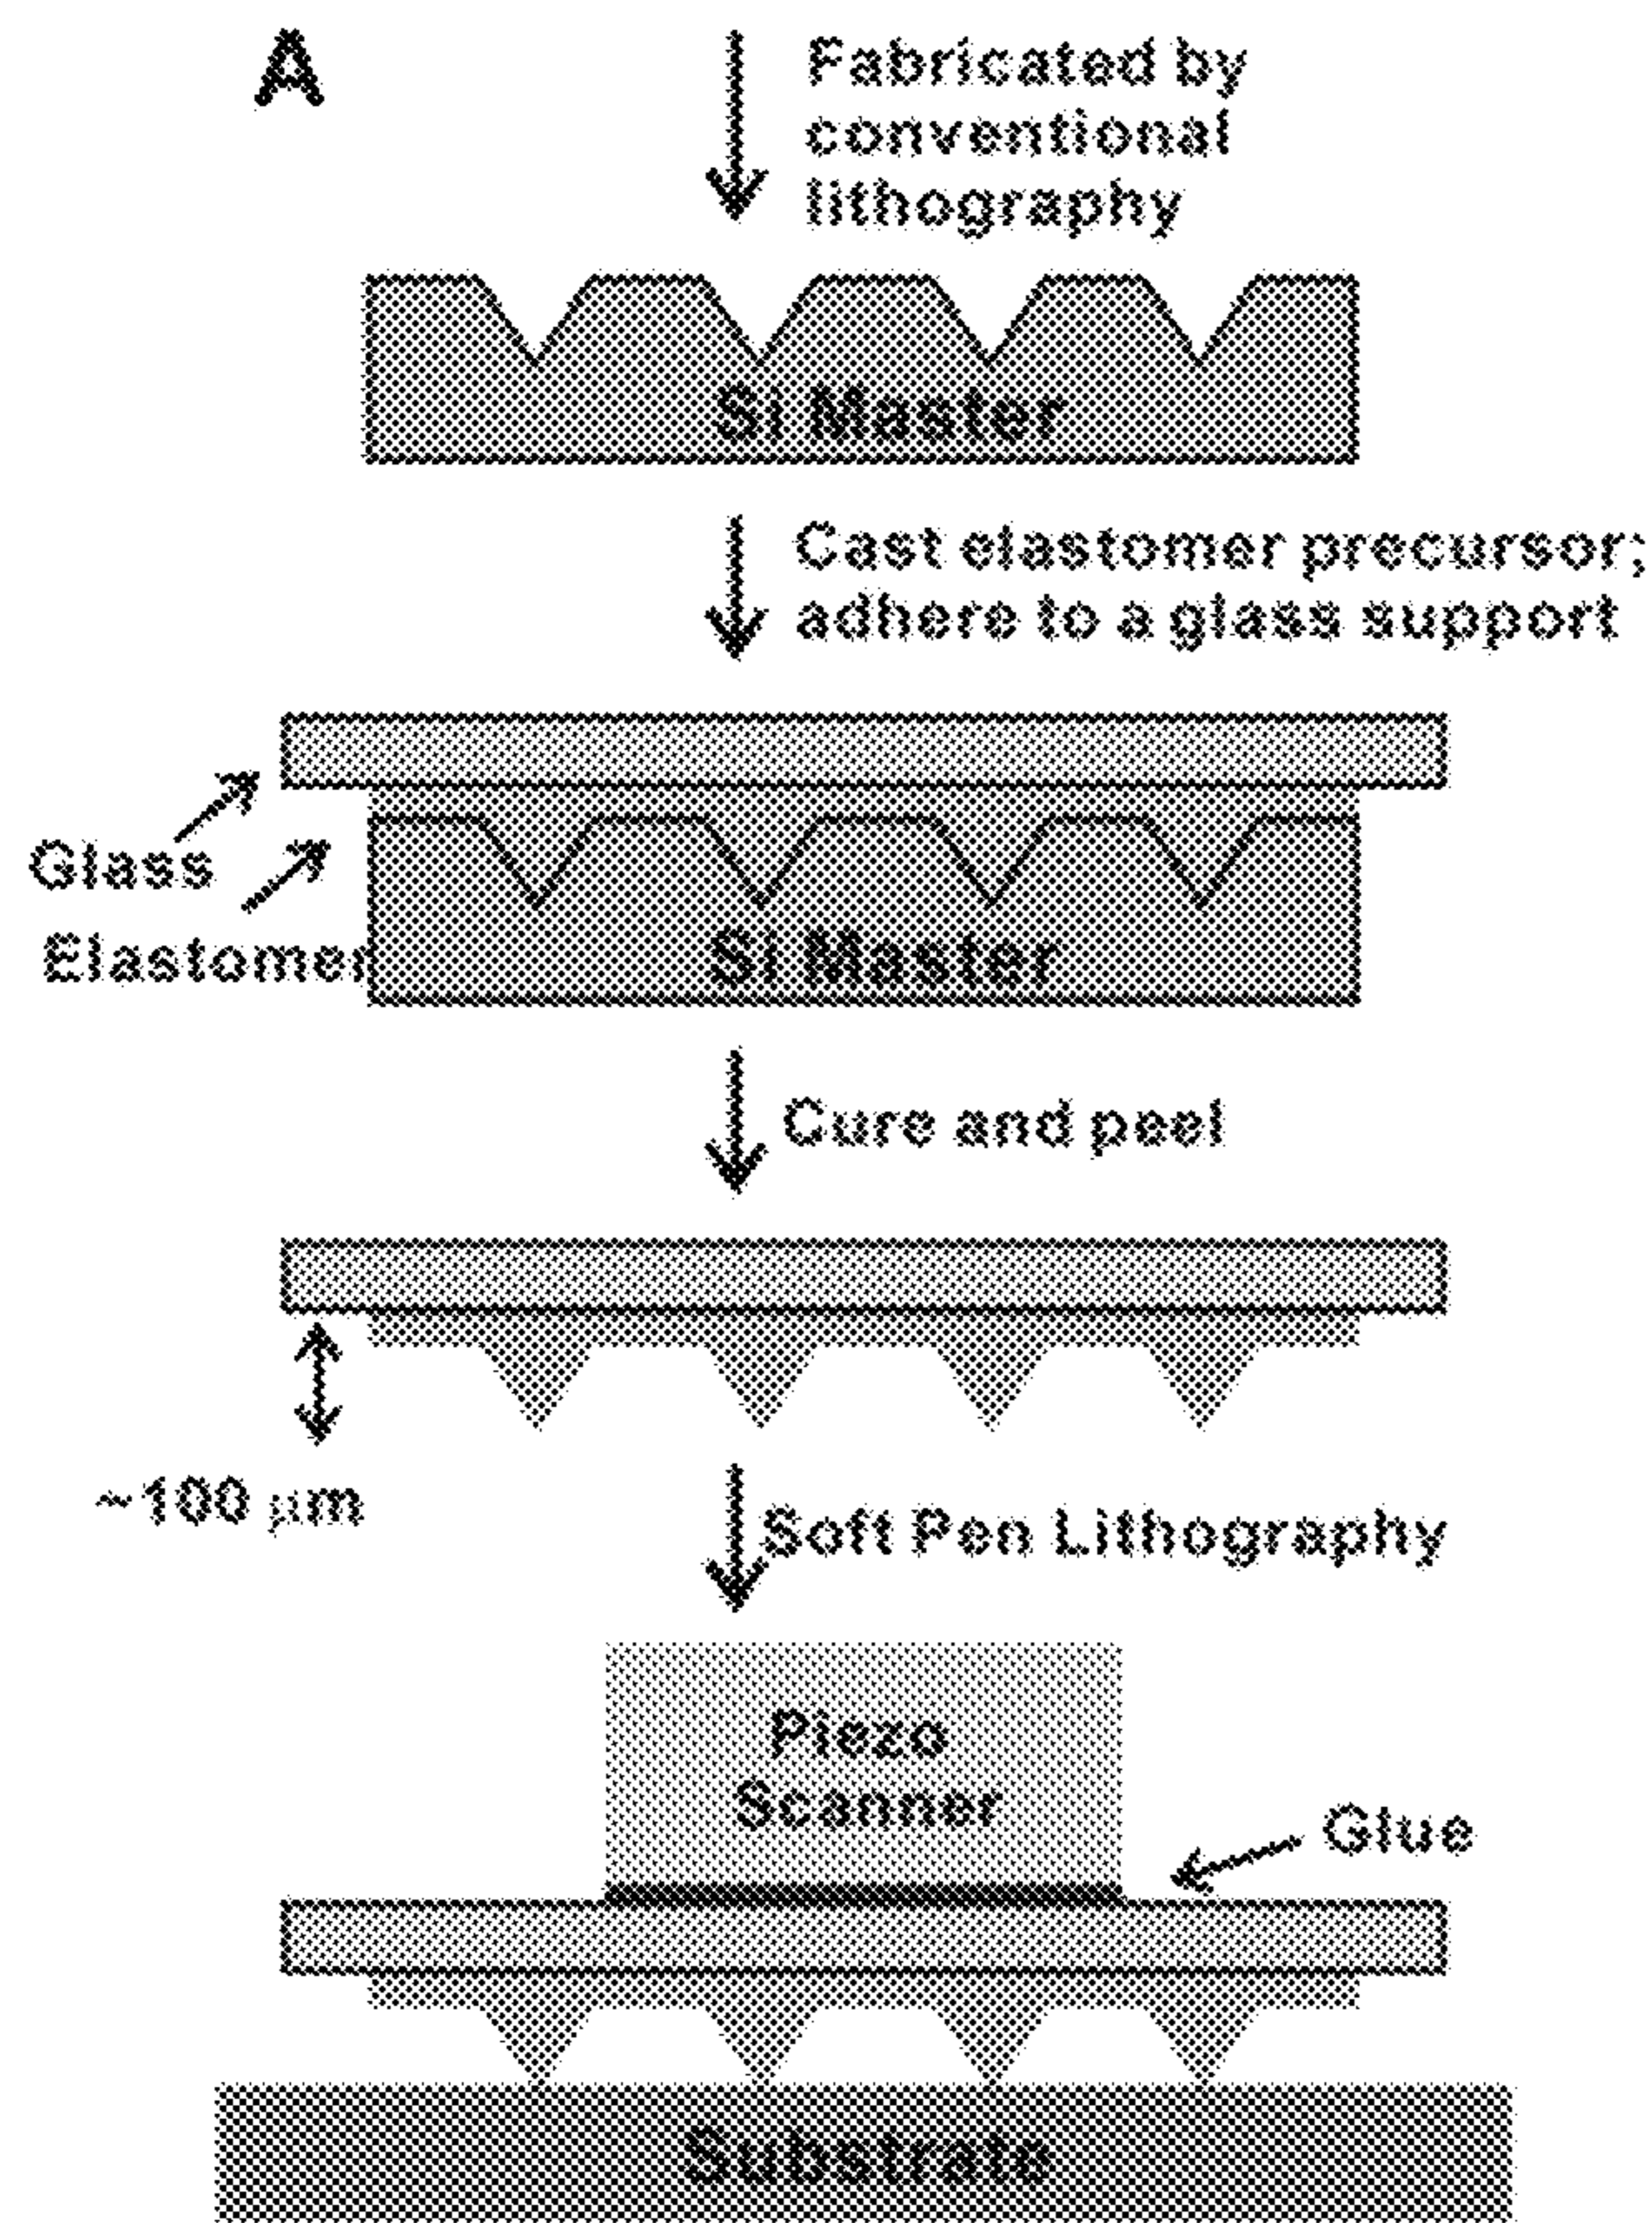 A
Fabricated by
conventional
lithography
Si Master
Cast elastomer precursor;
adhere to a glass support
Glass
Elastomer
Si Master
Cure and peel
~100 μm
Soft Pen Lithography
Piezo
Scanner
Glue
Substrate